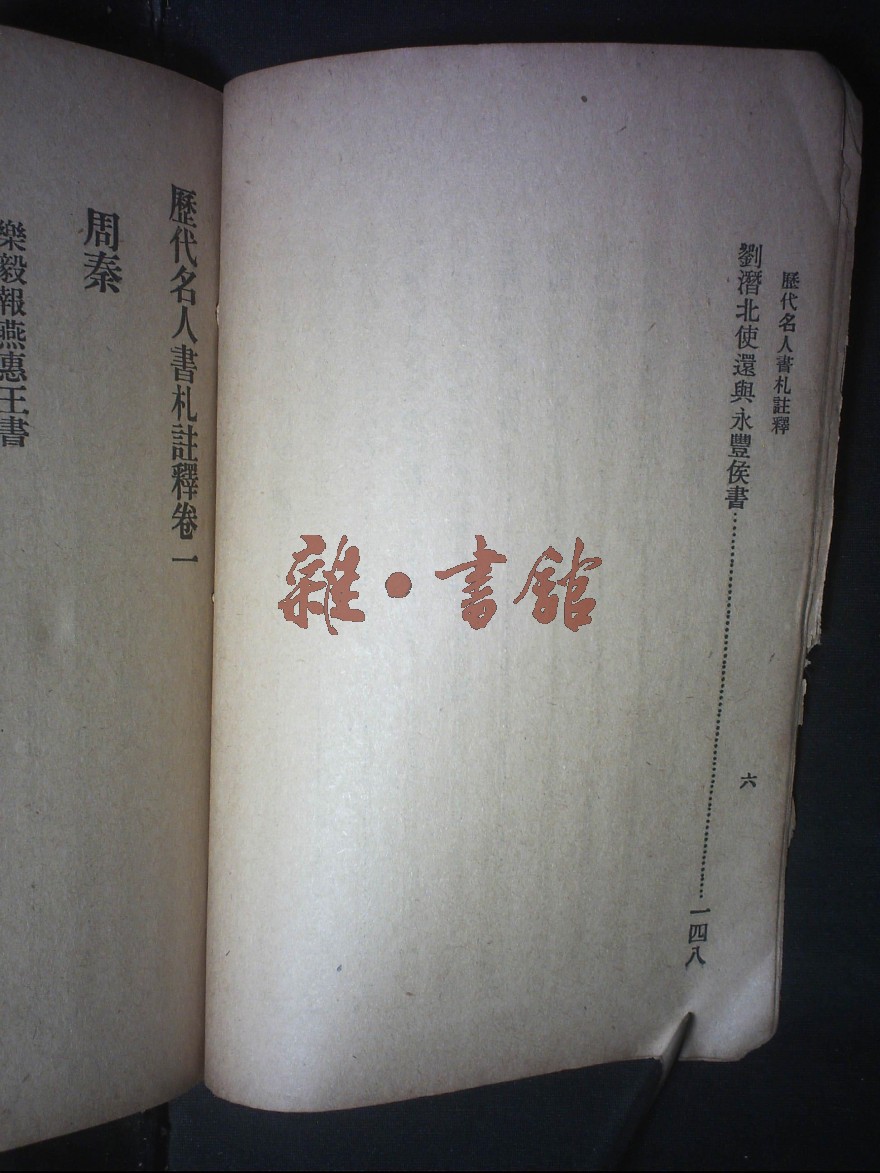 歷代名人書札註釋
劉潛北使還與永豐侯書……一四八
六
雜·書館
歷代名人書札註釋卷一
周秦
樂毅報燕惠王書